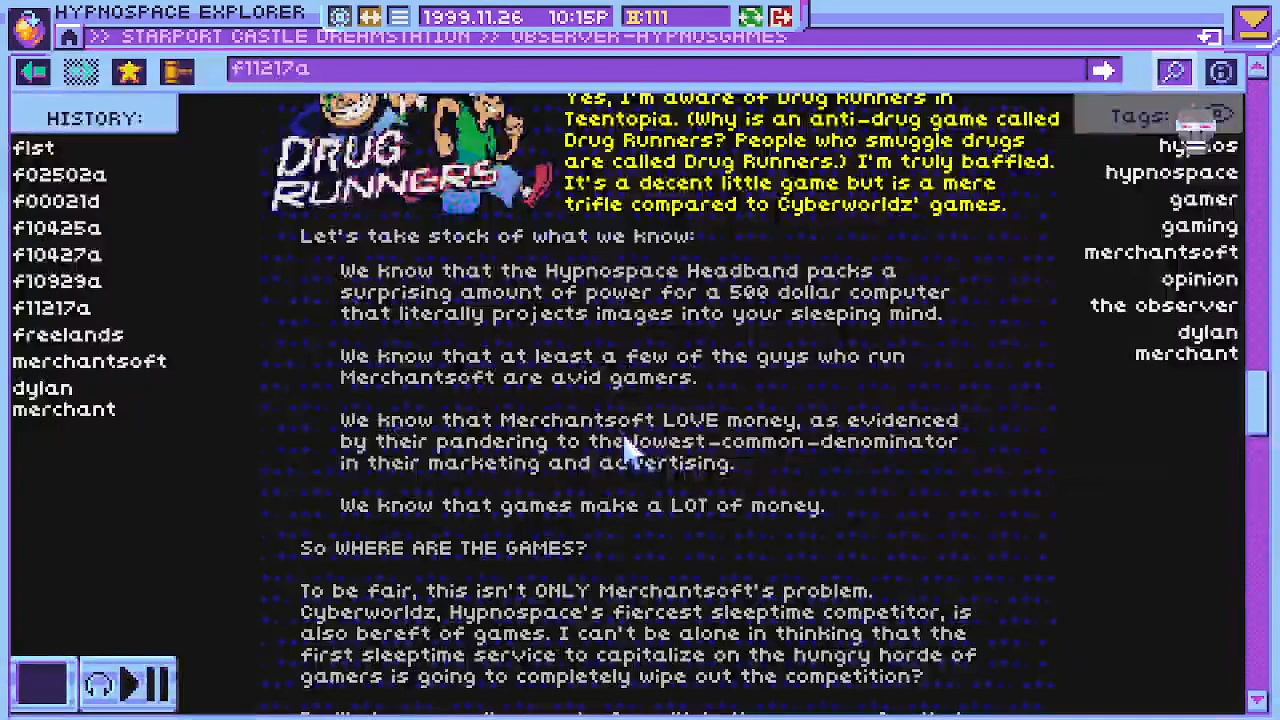 HYPNOSPACE EXPLORER
1999.11.26 10:15P
111
>> STARPORT CASTLE DREAMSTATION >> OBSERVER-HYPNOSGAMES
f11217a
HISTORY:
f1st
f02502a
f00021d
f10425a
f10427a
f10929a
f11217a
freelands
merchantsoft
dylan
merchant
DRUG
RUNNERS
Yes, I'm aware of Drug Runners in
Teentopia. (Why is an anti-drug game called
Drug Runners? People who smuggle drugs
are called Drug Runners.) I'm truly baffled.
It's a decent little game but is a mere
trifle compared to Cyberworldz' games.
Let's take stock of what we know:
We know that the Hypnospace Headband packs a
surprising amount of power for a 500 dollar computer
that literally projects images into your sleeping mind.
We know that at least a few of the guys who run
Merchantsoft are avid gamers.
We know that Merchantsoft LOVE money, as evidenced
by their pandering to the lowest-common-denominator
in their marketing and advertising.
We know that games make a LOT of money.
So WHERE ARE THE GAMES?
To be fair, this isn't ONLY Merchantsoft's problem.
Cyberworldz, Hypnospace's fiercest sleeptime competitor, is
also bereft of games. I can't be alone in thinking that the
first sleeptime service to capitalize on the hungry horde of
gamers is going to completely wipe out the competition?
Tags:
hypnos
hypnospace
gamer
gaming
merchantsoft
opinion
the observer
dylan
merchant